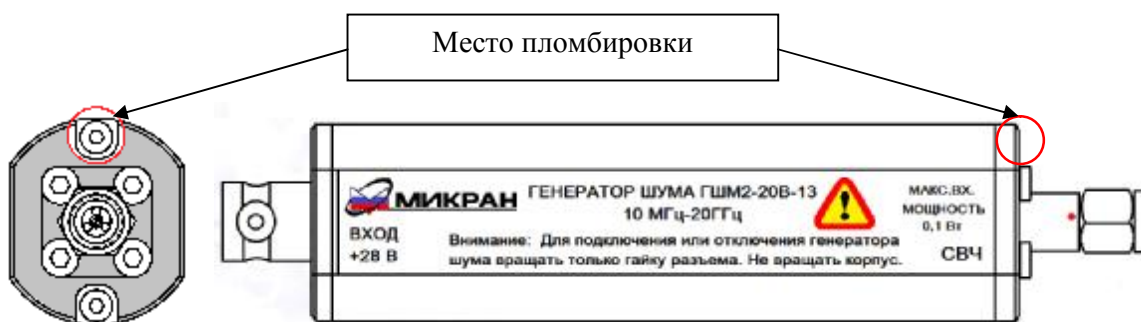 Место пломбировки
МИКРАН
ГЕНЕРАТОР ШУМА ГШМ2-20В-13
10 МГц-20ГГц
ВХОД
+28 В
Внимание: Для подключения или отключения генератора
шума вращать только гайку разъема. Не вращать корпус.
МАКС.ВХ.
МОЩНОСТЬ
0,1 Вт
СВЧ